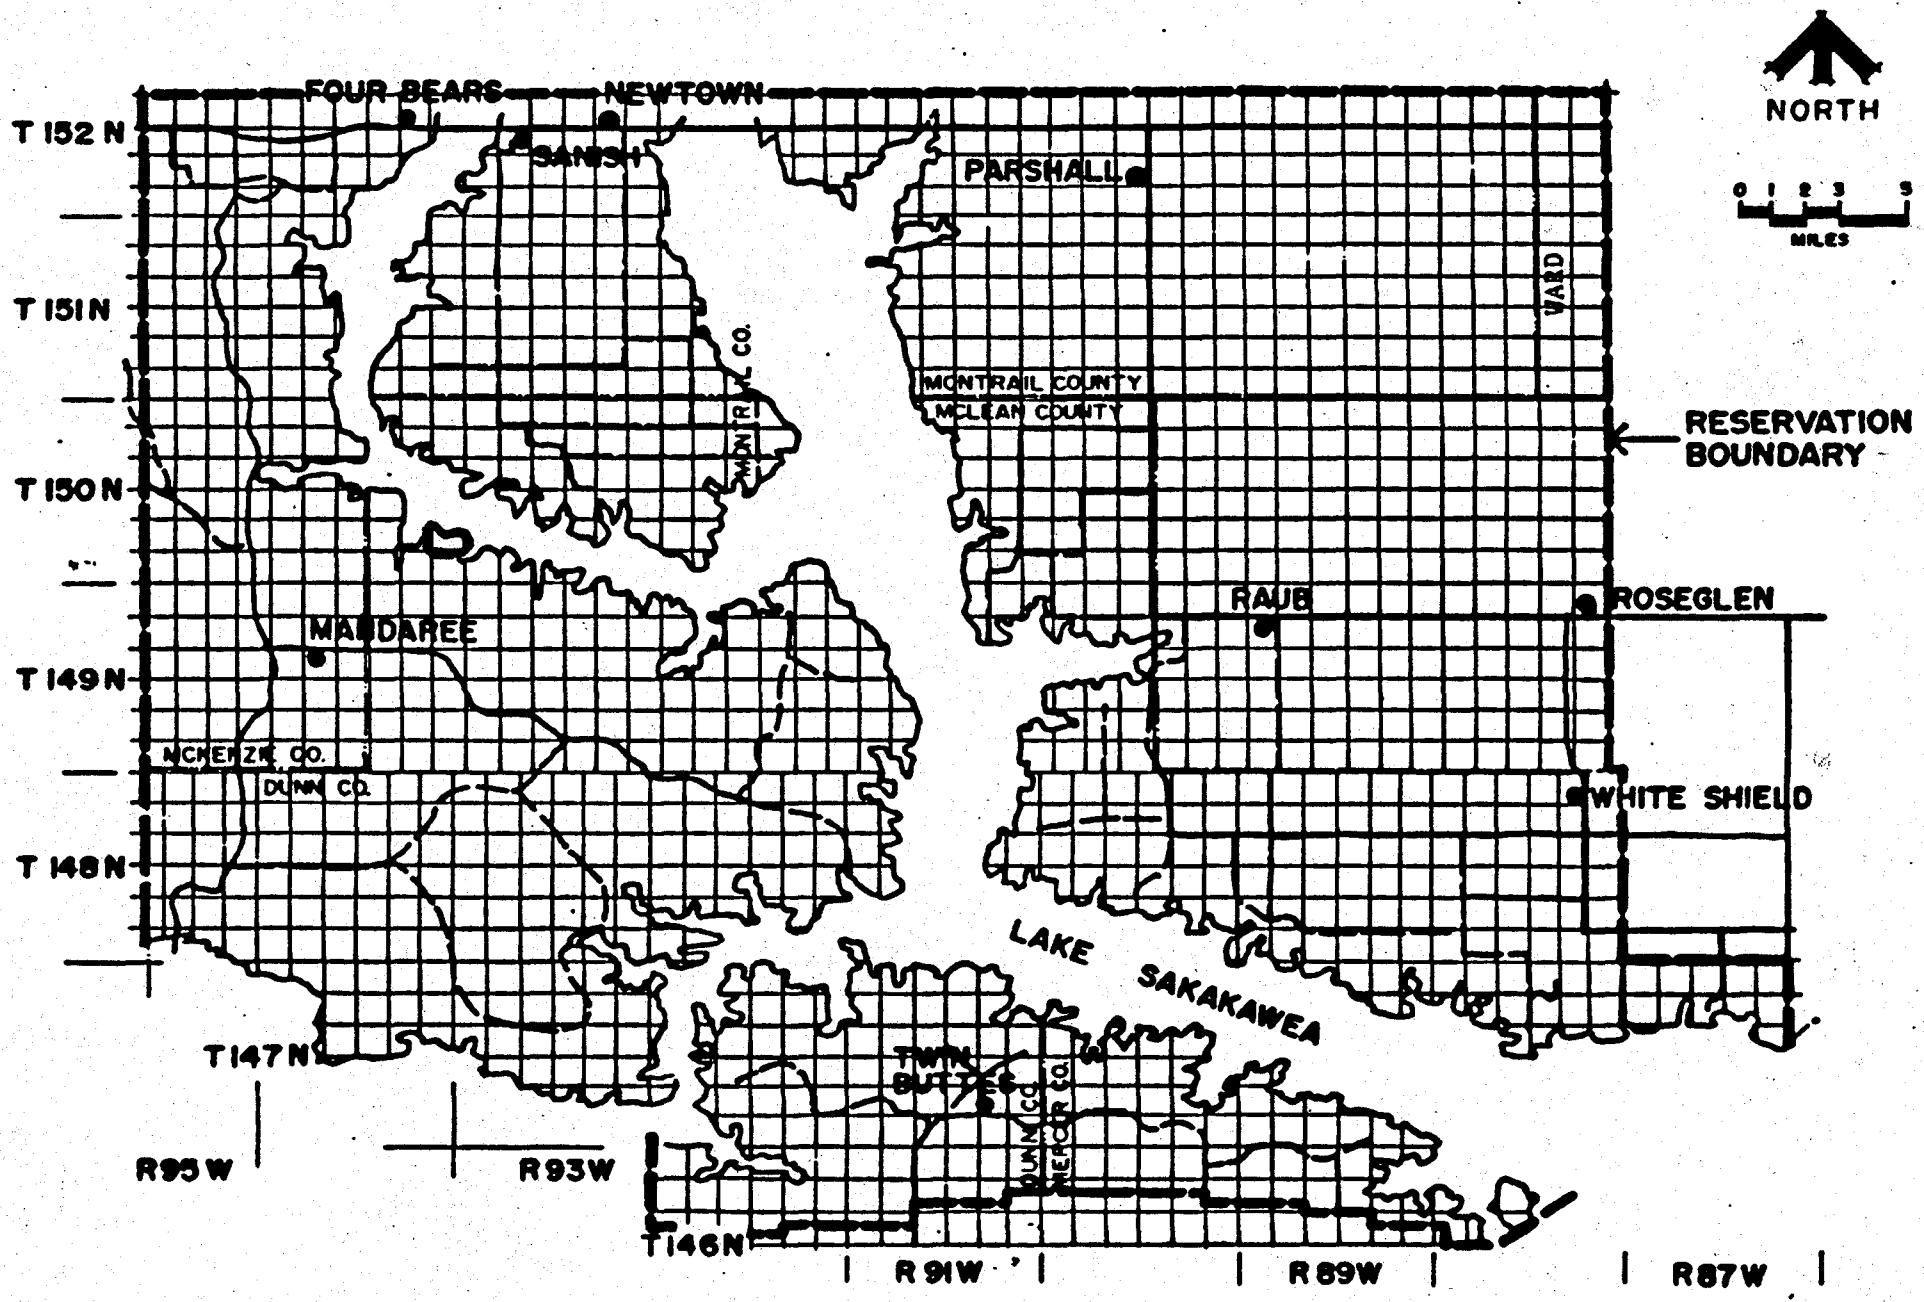 FOUR BEARS
NEWTOWN
NORTH
T 152 N
SANISH
PARSHALL
0 1 2 3 5
MILES
WARD
T 151 N
MONTRAIL CO.
MONTRAIL COUNTY
MCLEAN COUNTY
RESERVATION
BOUNDARY
T 150 N
RAUB
ROSEGLEN
MANDAREE
T 149 N
MCKENZIE CO.
DUNN CO.
WHITE SHIELD
T 148 N
LAKE
SAKAKAWEA
T 147 N
TWIN
BUTTES
DUNN CO.
MERCER CO.
R 95 W
R 93 W
T 146 N
R 91 W
R 89 W
R 87 W